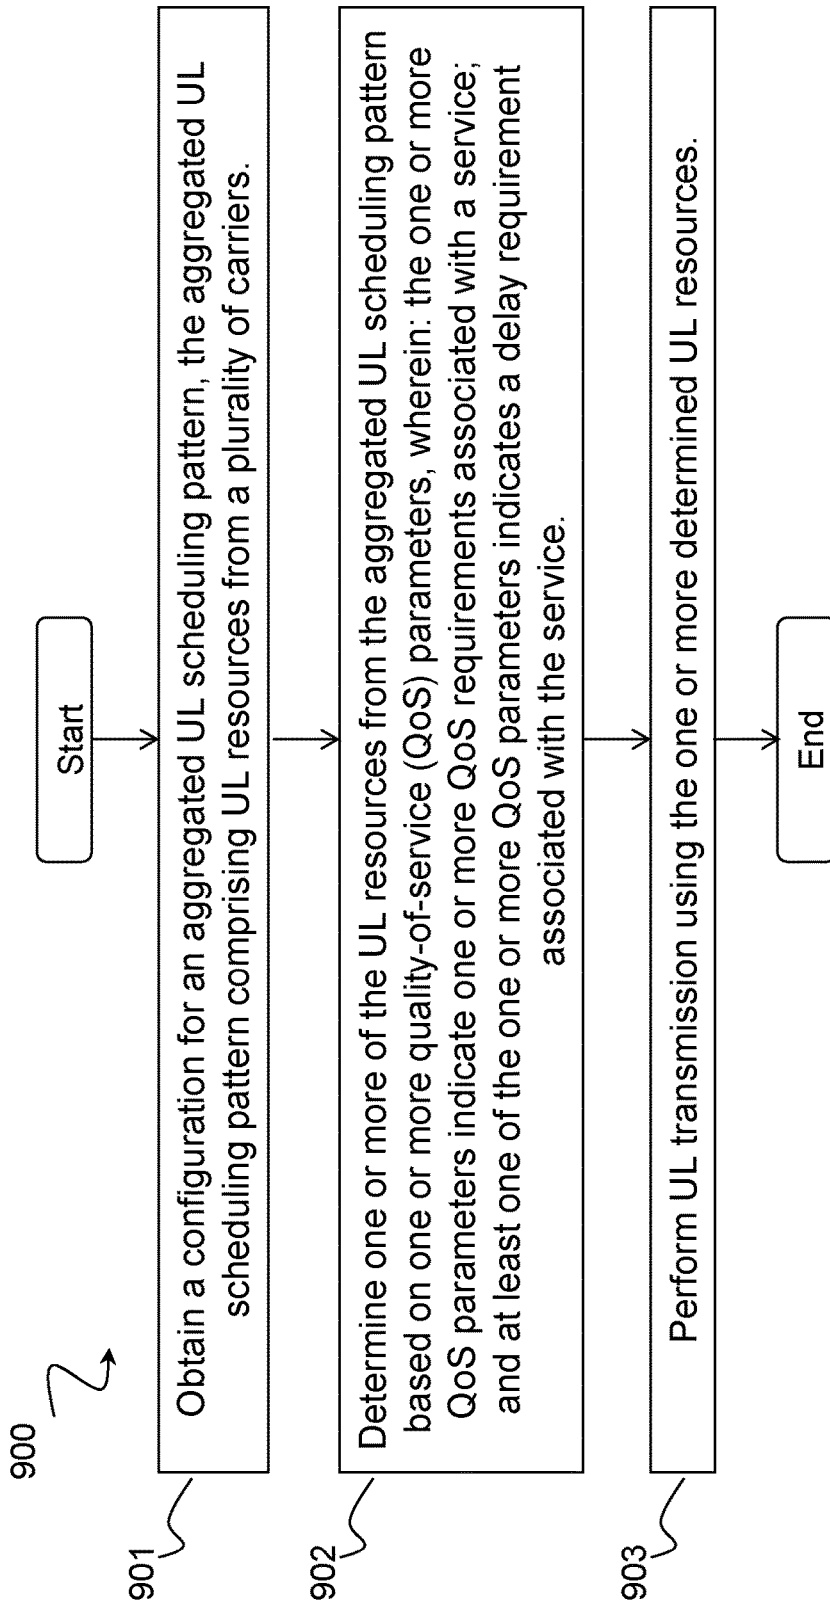 900
Start
901
Obtain a configuration for an aggregated UL scheduling pattern, the aggregated UL
scheduling pattern comprising UL resources from a plurality of carriers.
902
Determine one or more of the UL resources from the aggregated UL scheduling pattern
based on one or more quality-of-service (QoS) parameters, wherein: the one or more
QoS parameters indicate one or more QoS requirements associated with a service;
and at least one of the one or more QoS parameters indicates a delay requirement
associated with the service.
903
Perform UL transmission using the one or more determined UL resources.
End